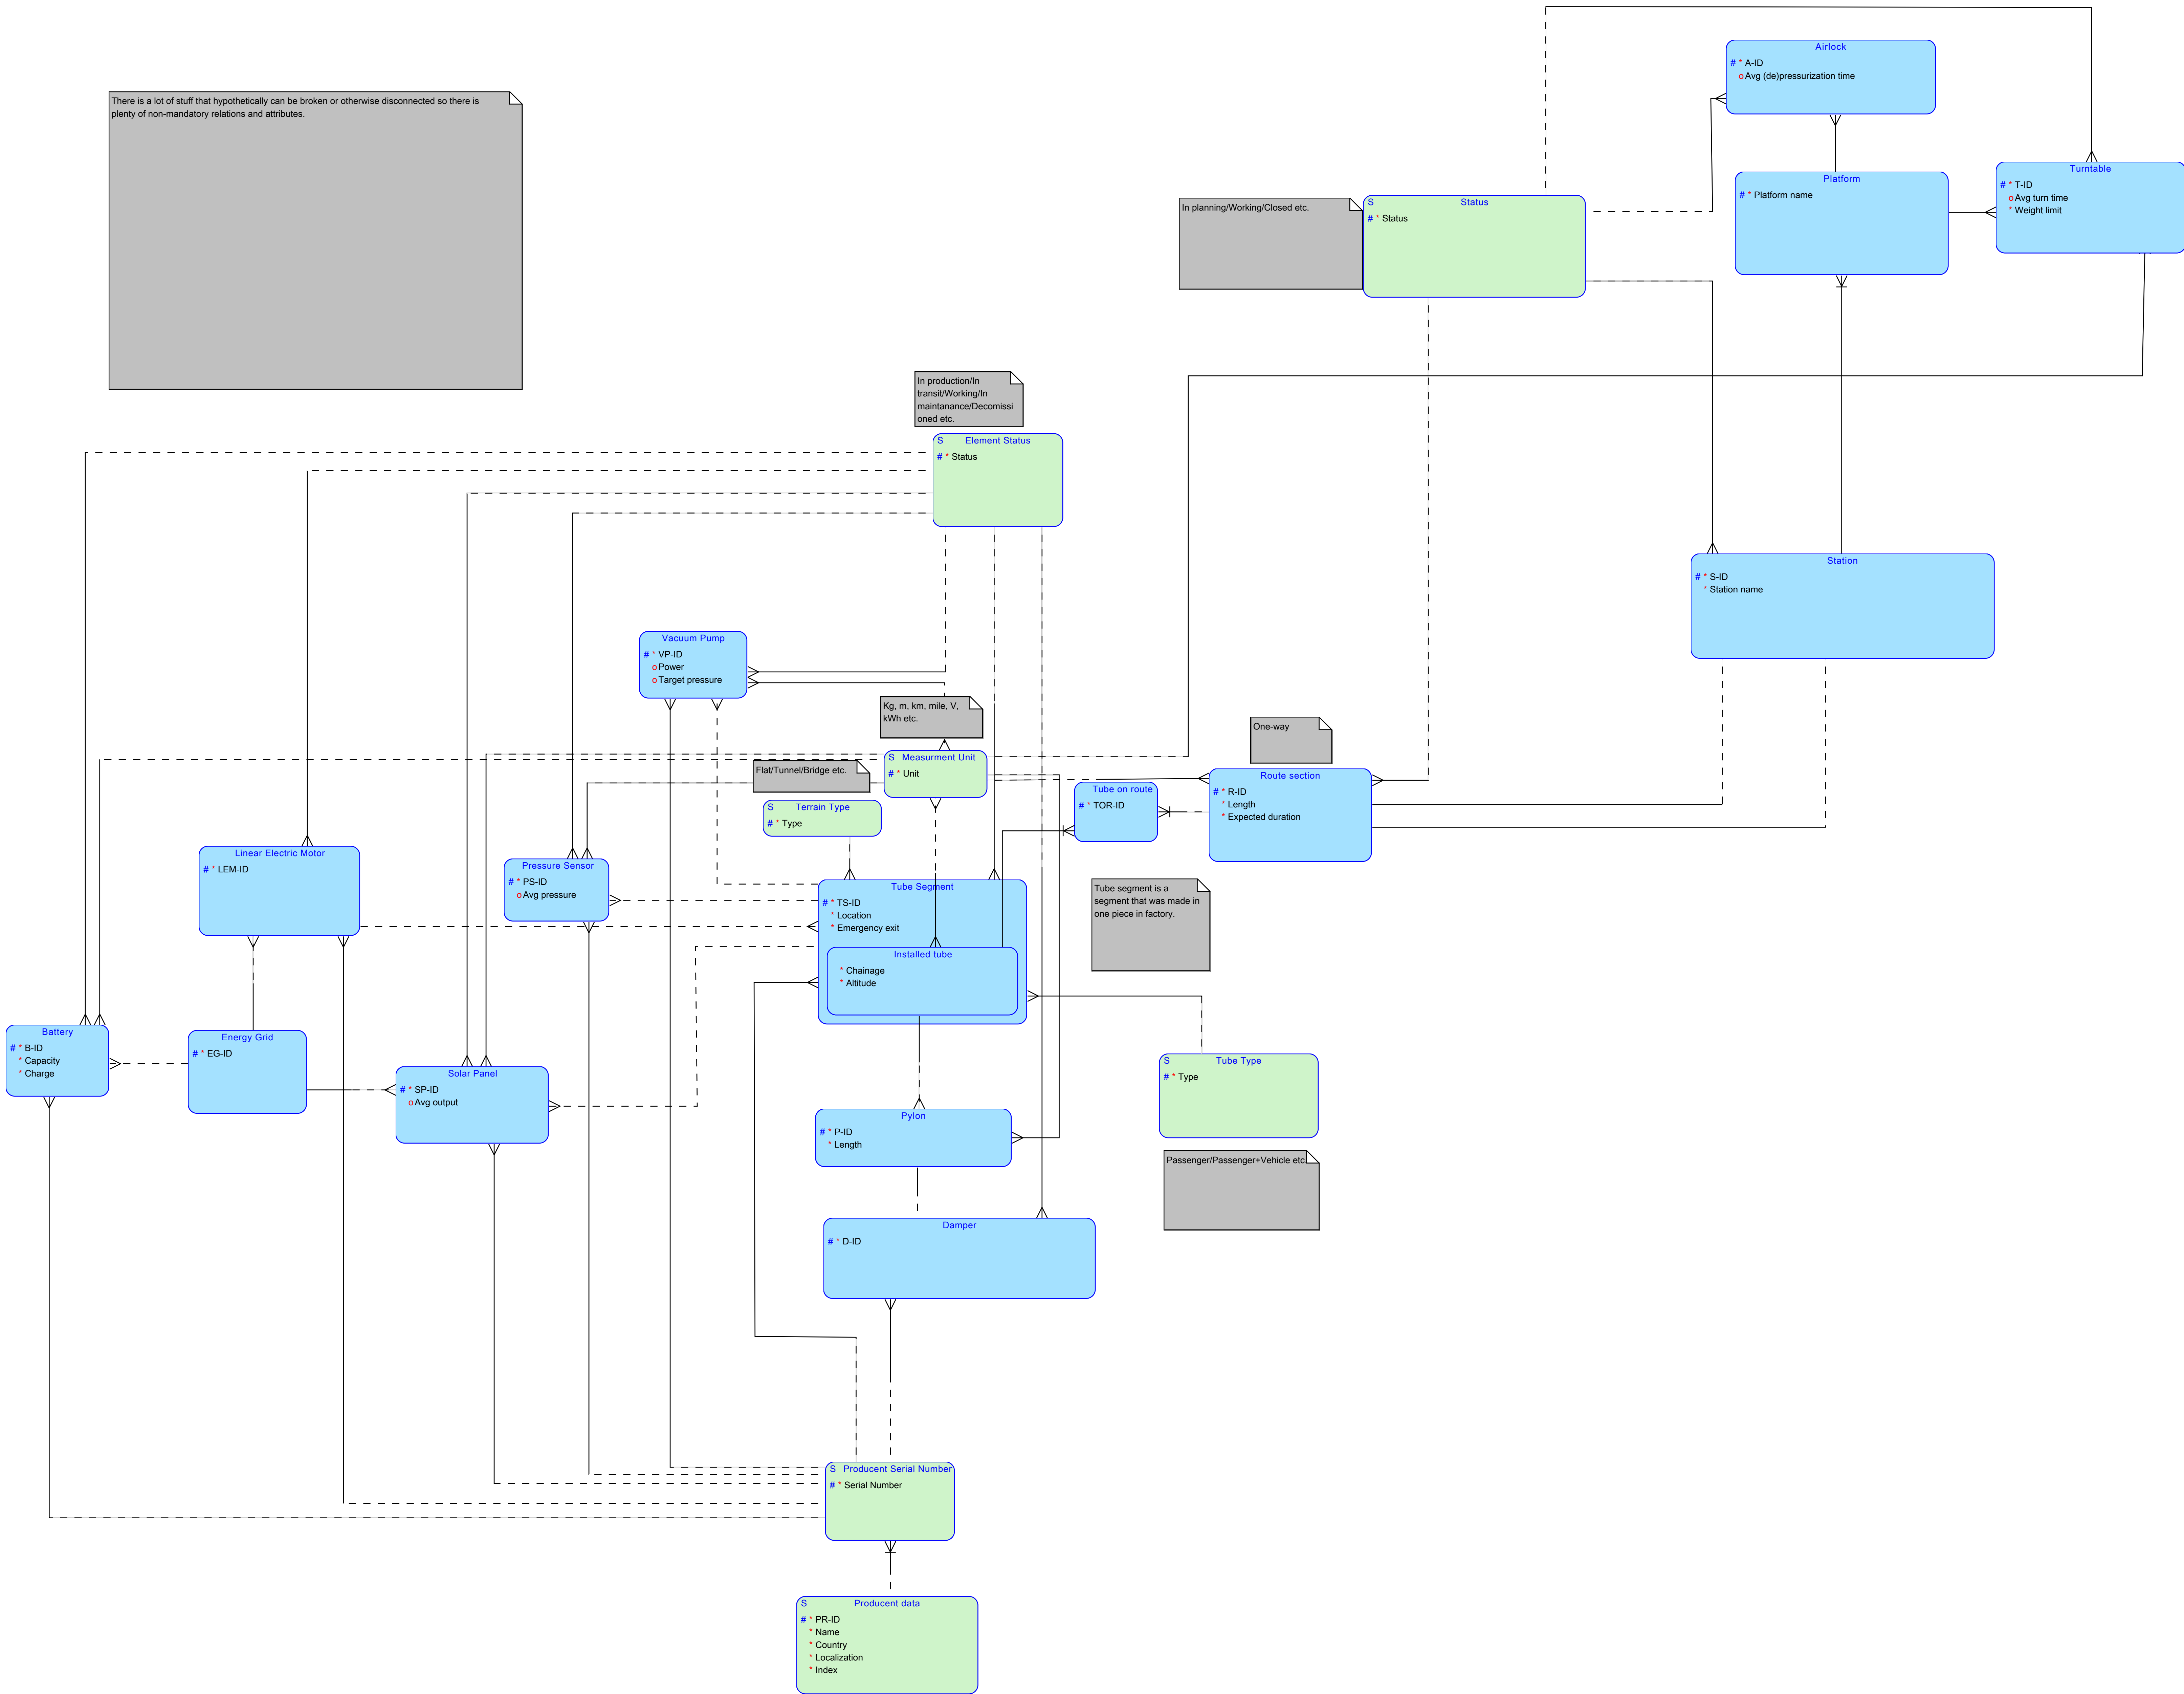 Airlock
# * A-ID
o Avg (de)pressurization time
There is a lot of stuff that hypothetically can be broken or otherwise disconnected so there is
plenty of non-mandatory relations and attributes.
Turntable
# * T-ID
o Avg turn time
* Weight limit
Platform
# * Platform name
In planning/Working/Closed etc.
S Status
# * Status
In production/In
transit/Working/In
maintanance/Decomissi
oned etc.
S Element Status
# * Status
Station
# * S-ID
* Station name
Vacuum Pump
# * VP-ID
o Power
o Target pressure
Kg, m, km, mile, V,
kWh etc.
One-way
S Measurment Unit
# * Unit
Flat/Tunnel/Bridge etc.
Route section
# * R-ID
* Length
* Expected duration
Tube on route
# * TOR-ID
S Terrain Type
# * Type
Linear Electric Motor
# * LEM-ID
Pressure Sensor
# * PS-ID
o Avg pressure
Tube Segment
# * TS-ID
* Location
* Emergency exit
Tube segment is a
segment that was made in
one piece in factory.
Installed tube
* Chainage
* Altitude
Battery
# * B-ID
* Capacity
* Charge
Energy Grid
# * EG-ID
S Tube Type
# * Type
Solar Panel
# * SP-ID
o Avg output
Pylon
# * P-ID
* Length
Passenger/Passenger+Vehicle etc
Damper
# * D-ID
S Producent Serial Number
# * Serial Number
S Producent data
# * PR-ID
* Name
* Country
* Localization
* Index